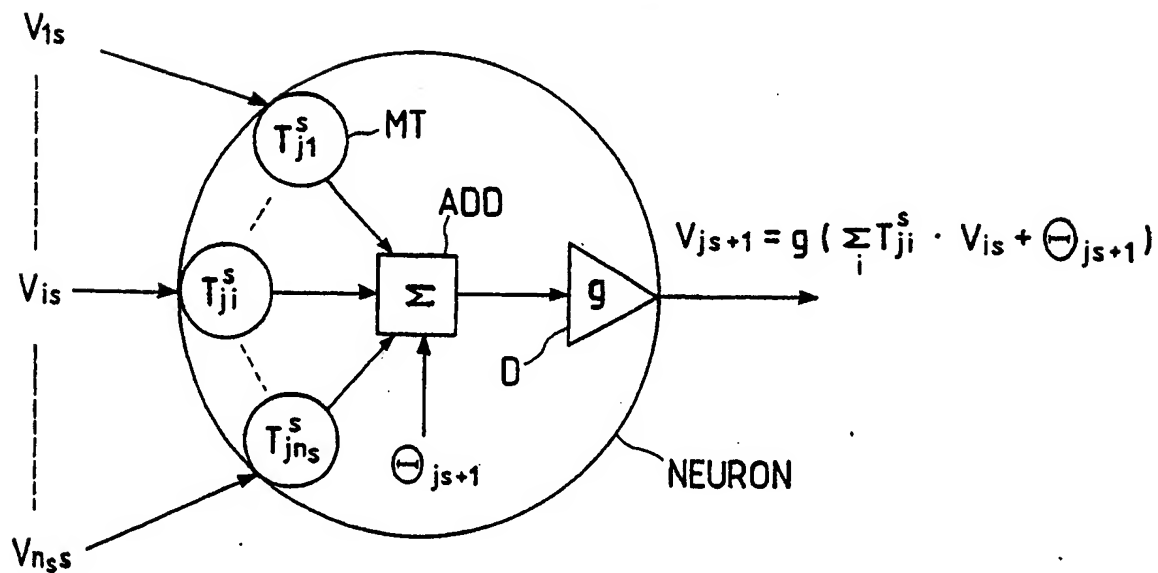 V₁s
Tˢⱼ₁
MT
ADD
Vⱼs+1 = g ( Σᵢ Tˢⱼᵢ · Vᵢs + Θⱼs+1 )
Vᵢs
Tˢⱼᵢ
Σ
g
D
Tˢⱼₙₛ
Θⱼs+1
NEURON
Vₙₛs